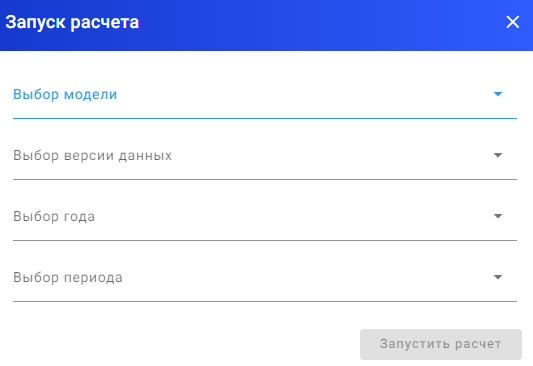 Запуск расчета
Выбор модели
Выбор версии данных
Выбор года
Выбор периода
Запустить расчет